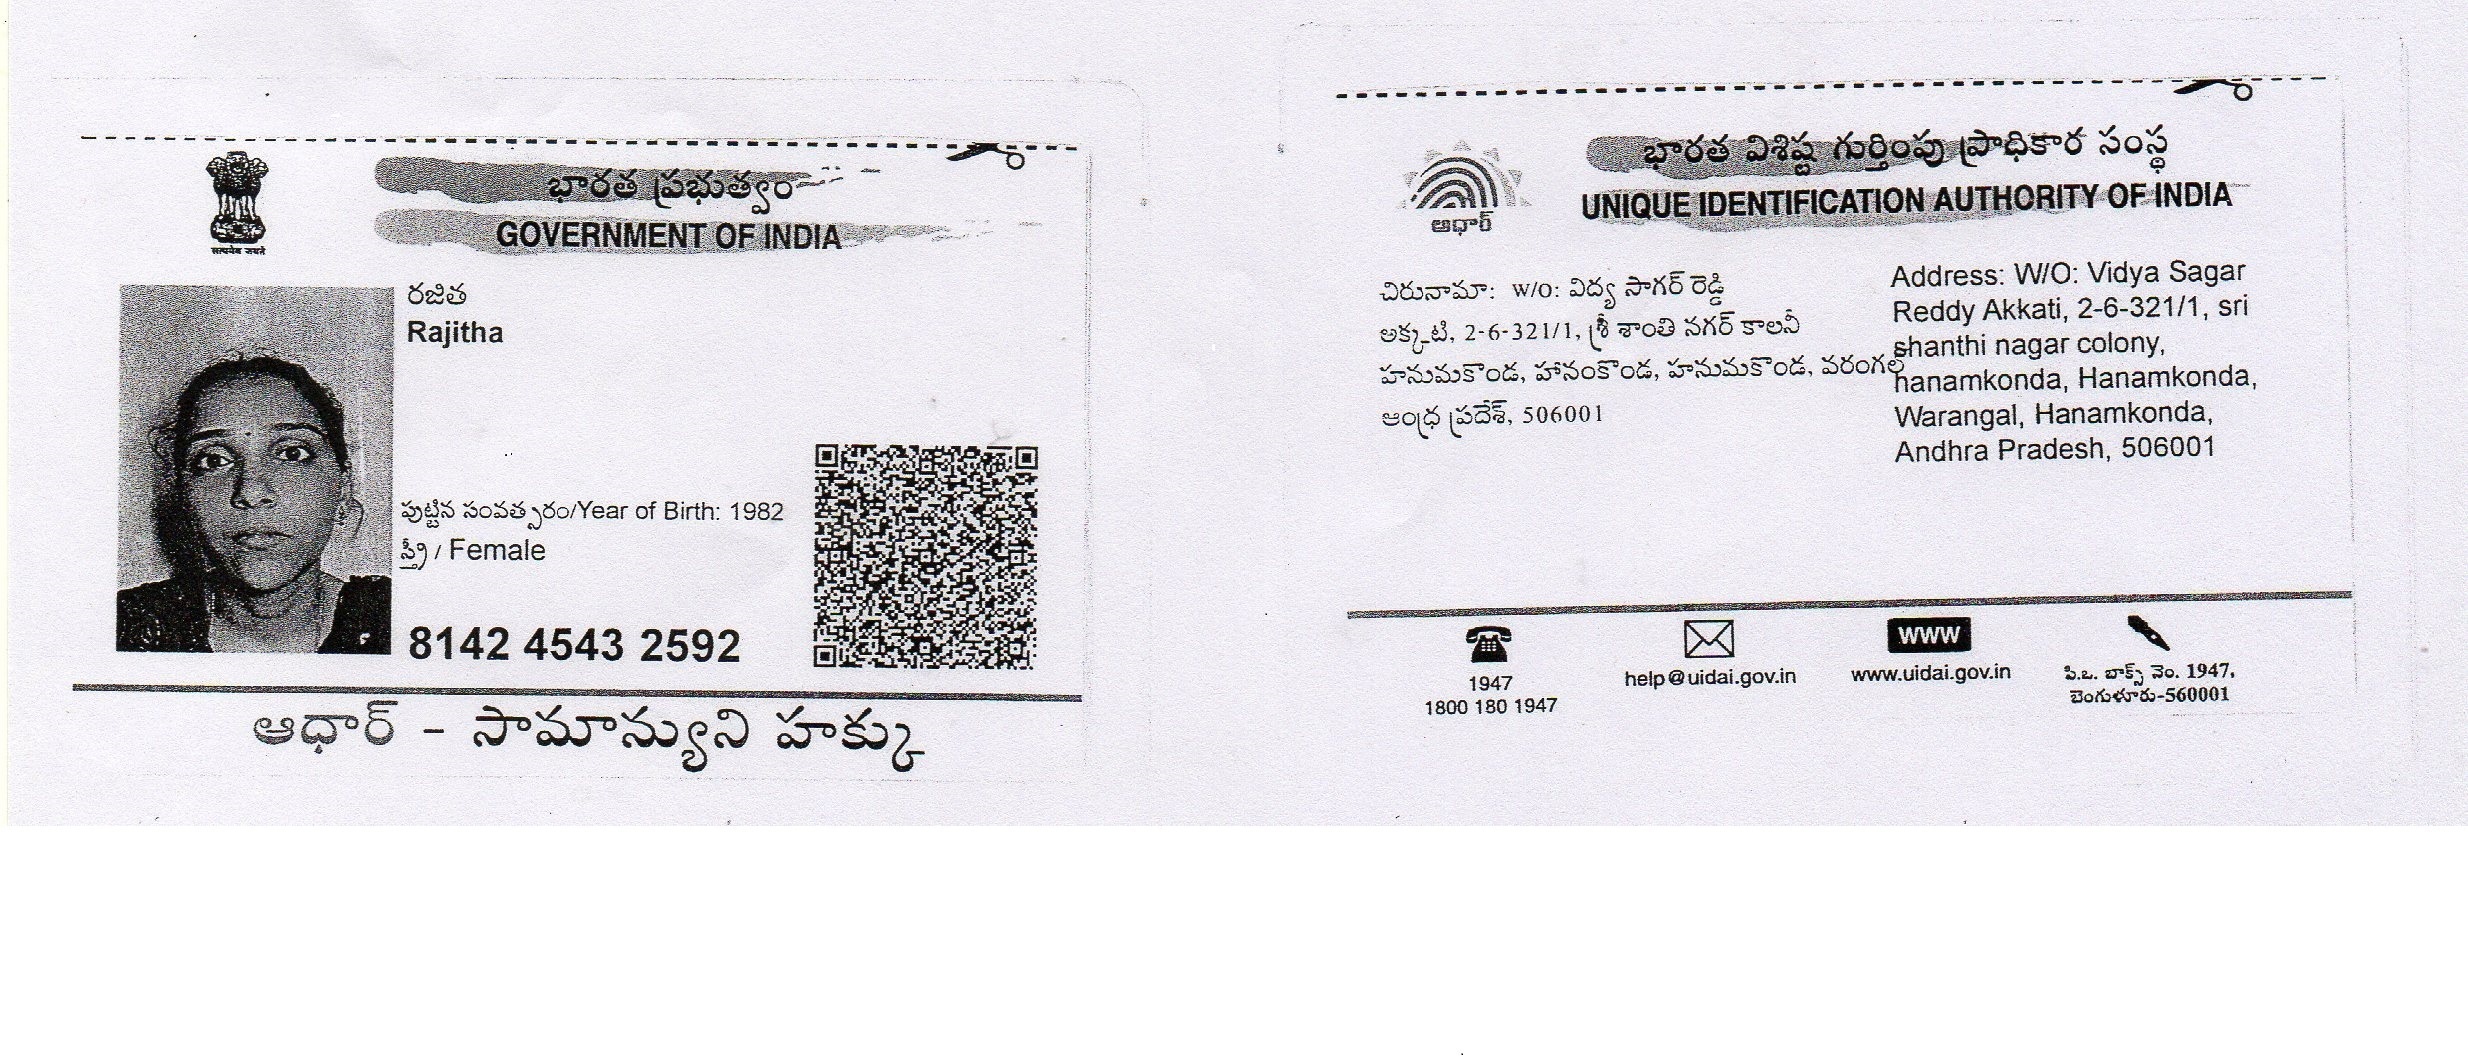 భారత ప్రభుత్వం
GOVERNMENT OF INDIA
सत्यमेव जयते
రజిత
Rajitha
పుట్టిన సంవత్సరం/Year of Birth: 1982
స్త్రీ / Female
8142 4543 2592
ఆధార్ - సామాన్యుని హక్కు
భారత విశిష్ట గుర్తింపు ప్రాధికార సంస్థ
UNIQUE IDENTIFICATION AUTHORITY OF INDIA
ఆధార్
చిరునామా: W/O: విద్య సాగర్ రెడ్డి
అక్కటి, 2-6-321/1, శ్రీ శాంతి నగర్ కాలనీ
హనుమకొండ, హానంకొండ, హనుమకొండ, వరంగల్
ఆంధ్ర ప్రదేశ్, 506001
Address: W/O: Vidya Sagar
Reddy Akkati, 2-6-321/1, sri
shanthi nagar colony,
hanamkonda, Hanamkonda,
Warangal, Hanamkonda,
Andhra Pradesh, 506001
1947
1800 180 1947
help@uidai.gov.in
www
www.uidai.gov.in
పి.ఒ. బాక్స్ నెం. 1947,
బెంగుళూరు-560001